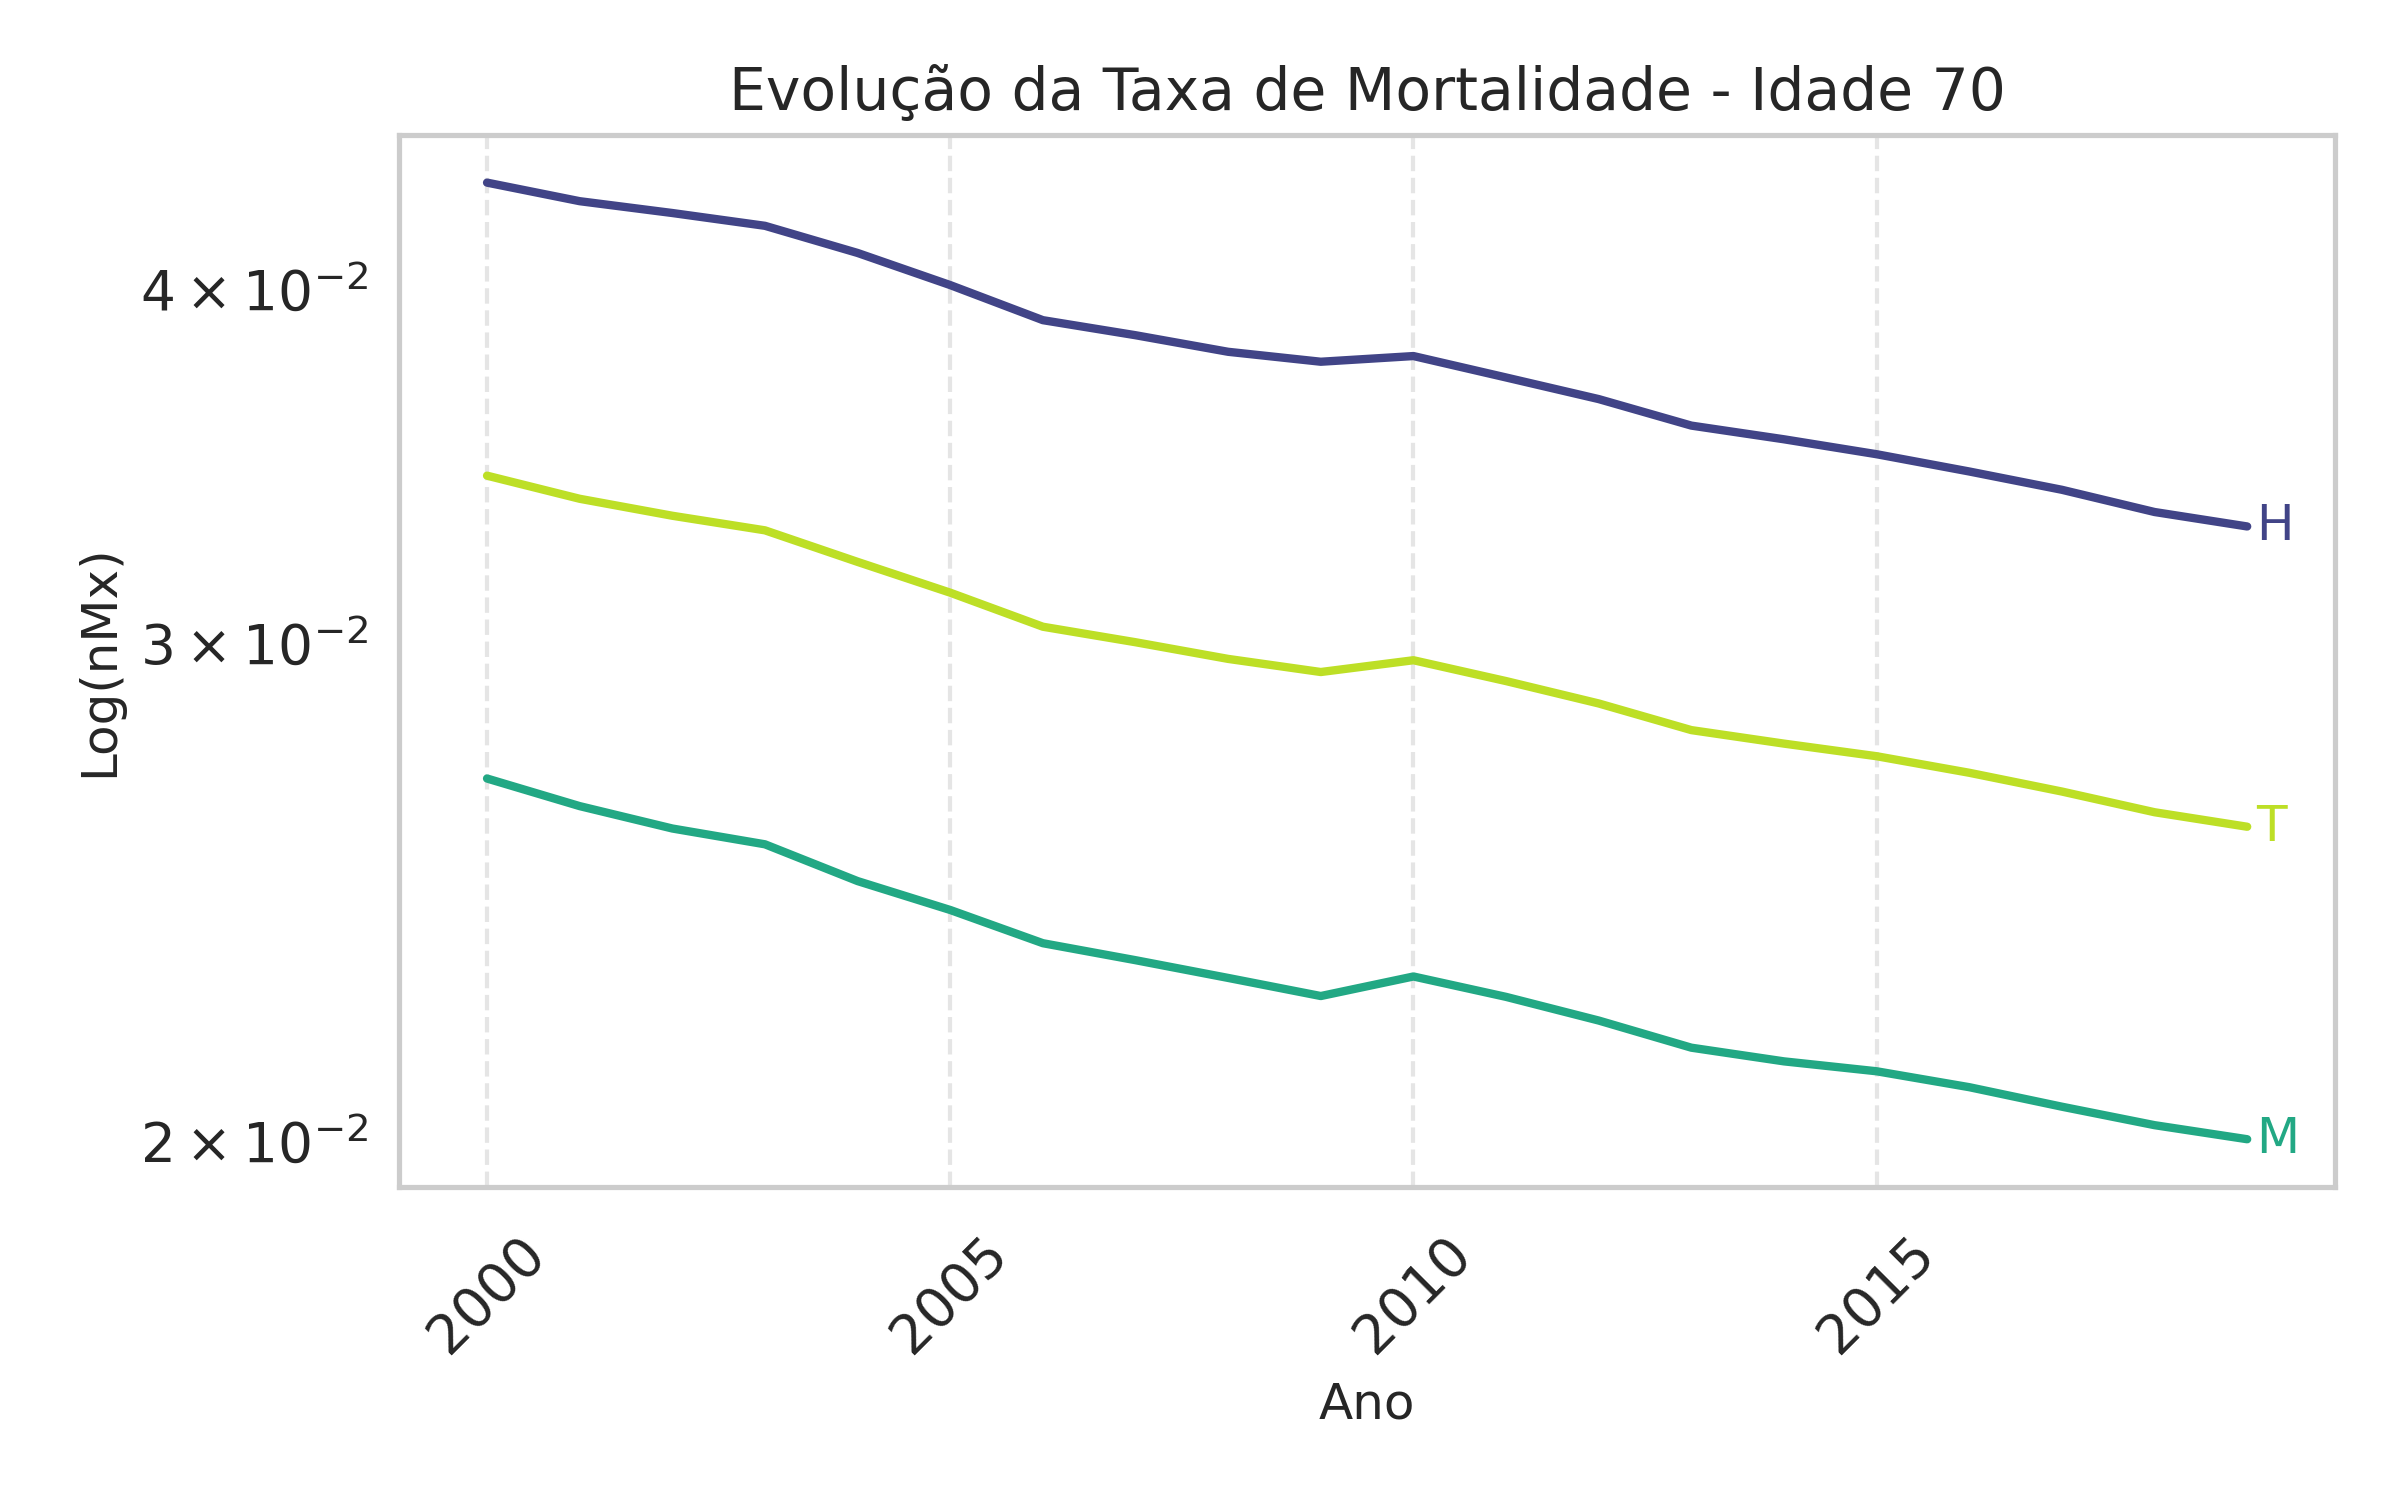 Evolução da Taxa de Mortalidade - Idade 70
Log(nMx)
4 × 10⁻²
3 × 10⁻²
2 × 10⁻²
H
T
M
2000
2005
2010
2015
Ano